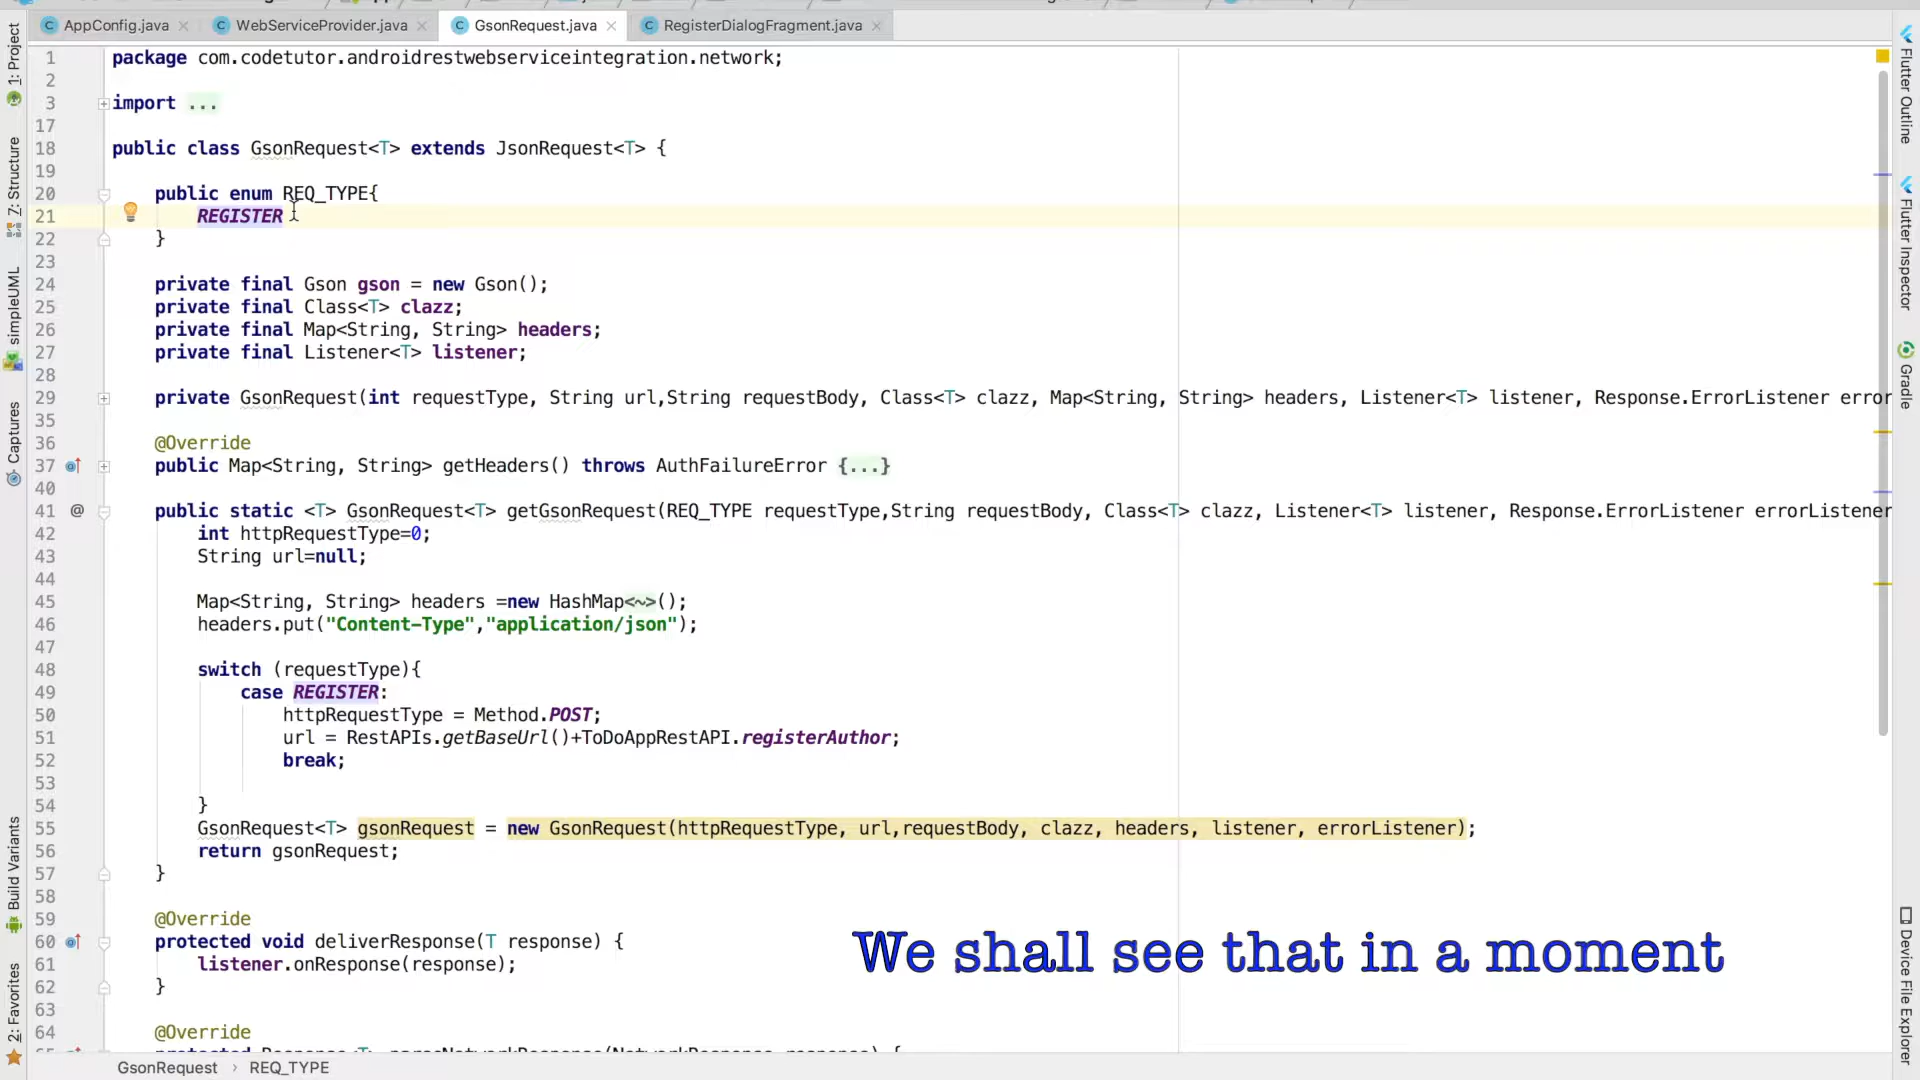 AppConfig.java WebServiceProvider.java GsonRequest.java RegisterDialogFragment.java
1 package com.codetutor.androidrestwebserviceintegration.network;
2
3 import ...
17
18 public class GsonRequest<T> extends JsonRequest<T> {
19
20 public enum REQ_TYPE{
21 REGISTER
22 }
23
24 private final Gson gson = new Gson();
25 private final Class<T> clazz;
26 private final Map<String, String> headers;
27 private final Listener<T> listener;
28
29 private GsonRequest(int requestType, String url,String requestBody, Class<T> clazz, Map<String, String> headers, Listener<T> listener, Response.ErrorListener error
35
36 @Override
37 public Map<String, String> getHeaders() throws AuthFailureError {...}
40
41 public static <T> GsonRequest<T> getGsonRequest(REQ_TYPE requestType,String requestBody, Class<T> clazz, Listener<T> listener, Response.ErrorListener errorListener
42 int httpRequestType=0;
43 String url=null;
44
45 Map<String, String> headers =new HashMap<~>();
46 headers.put("Content-Type","application/json");
47
48 switch (requestType){
49 case REGISTER:
50 httpRequestType = Method.POST;
51 url = RestAPIs.getBaseUrl()+ToDoAppRestAPI.registerAuthor;
52 break;
53
54 }
55 GsonRequest<T> gsonRequest = new GsonRequest(httpRequestType, url,requestBody, clazz, headers, listener, errorListener);
56 return gsonRequest;
57 }
58
59 @Override
60 protected void deliverResponse(T response) {
61 listener.onResponse(response);
62 }
63
64 @Override
We shall see that in a moment
GsonRequest › REQ_TYPE
1: Project
7: Structure
simpleUML
Captures
Build Variants
2: Favorites
Flutter Outline
Flutter Inspector
Gradle
Device File Explorer